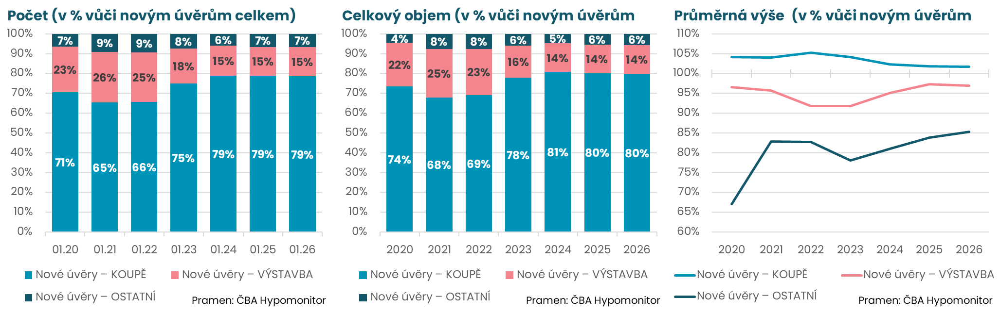 Počet (v % vůči novým úvěrům celkem)
100%
90%
80%
70%
60%
50%
40%
30%
20%
10%
0%
7% 9% 9% 8% 6% 7% 7%
23% 26% 25% 18% 15% 15% 15%
71% 65% 66% 75% 79% 79% 79%
01.20 01.21 01.22 01.23 01.24 01.25 01.26
Nové úvěry – KOUPĚ Nové úvěry – VÝSTAVBA
Nové úvěry – OSTATNÍ
Pramen: ČBA Hypomonitor
Celkový objem (v % vůči novým úvěrům
100%
90%
80%
70%
60%
50%
40%
30%
20%
10%
0%
4% 8% 8% 6% 5% 6% 6%
22% 25% 23% 16% 14% 14% 14%
74% 68% 69% 78% 81% 80% 80%
2020 2021 2022 2023 2024 2025 2026
Nové úvěry – KOUPĚ Nové úvěry – VÝSTAVBA
Nové úvěry – OSTATNÍ
Pramen: ČBA Hypomonitor
Průměrná výše (v % vůči novým úvěrům
110%
105%
100%
95%
90%
85%
80%
75%
70%
65%
60%
2020 2021 2022 2023 2024 2025 2026
Nové úvěry – KOUPĚ Nové úvěry – VÝSTAVBA
Nové úvěry – OSTATNÍ
Pramen: ČBA Hypomonitor